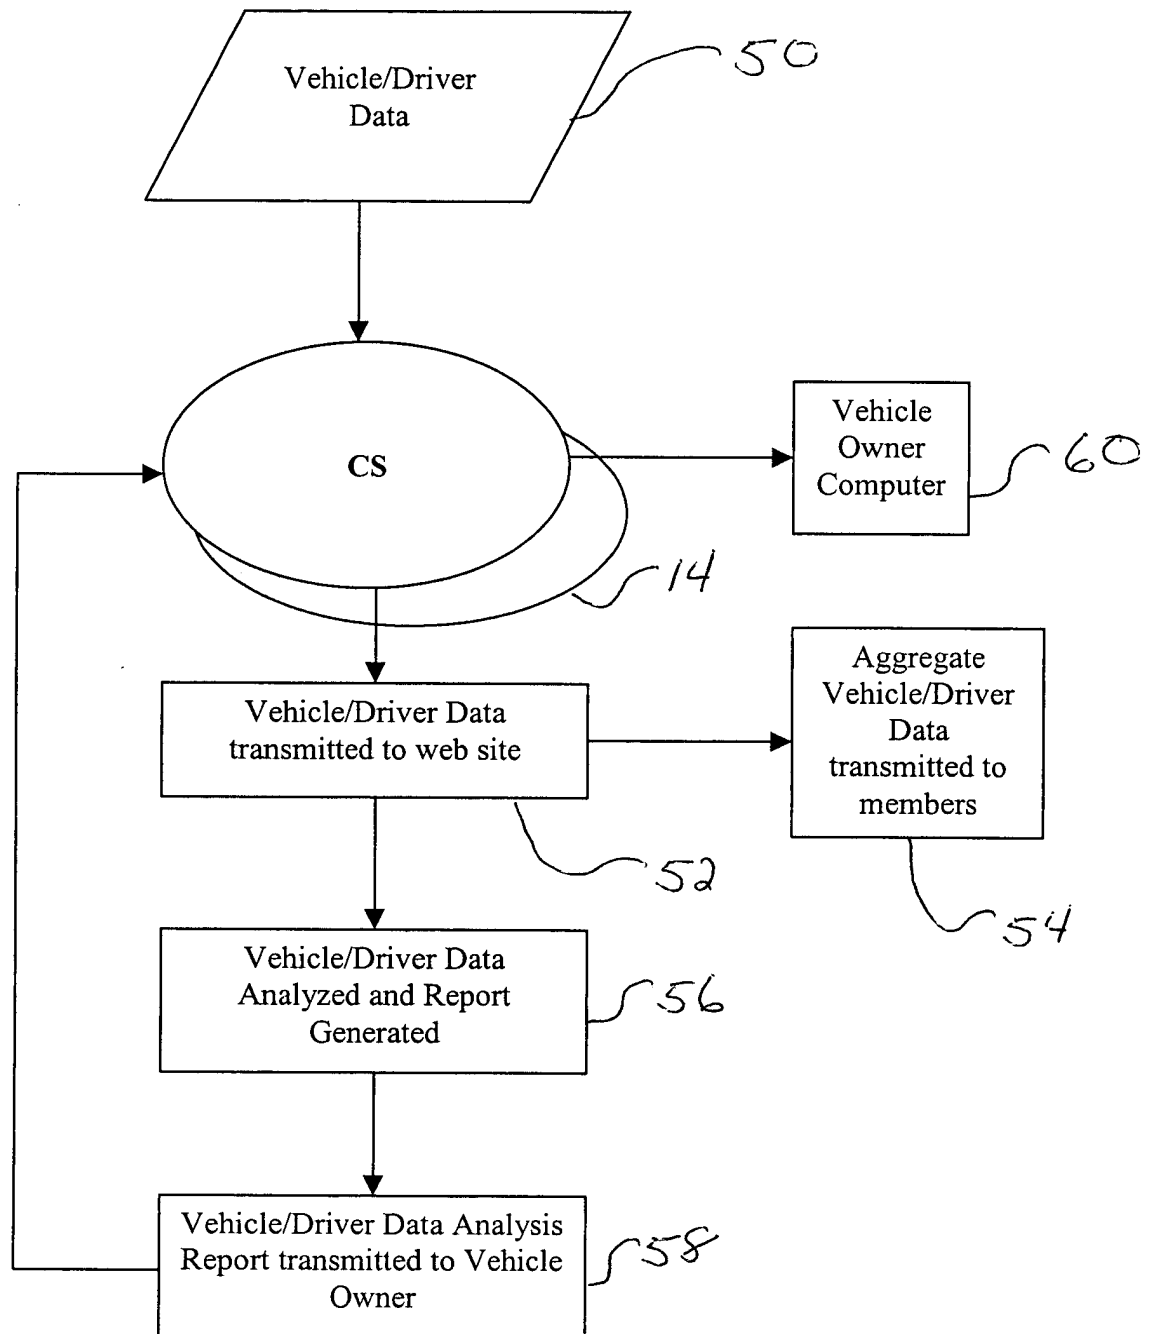 Vehicle/Driver
Data
50
CS
Vehicle
Owner
Computer
60
14
Vehicle/Driver Data
transmitted to web site
52
Aggregate
Vehicle/Driver
Data
transmitted to
members
54
Vehicle/Driver Data
Analyzed and Report
Generated
56
Vehicle/Driver Data Analysis
Report transmitted to Vehicle
Owner
58